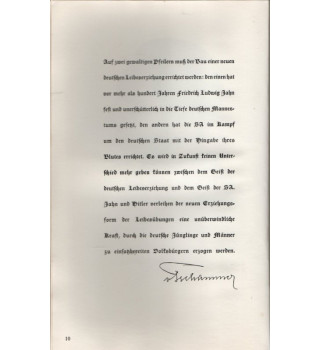 Auf zwei gewaltigen Pfeilern muß der Bau einer neuen
deutschen Leibeserziehung errichtet werden: den einen hat
vor mehr als hundert Jahren Friedrich Ludwig Jahn
fest und unerschütterlich in die Tiefe deutschen Mannes-
tums gesetzt, den andern hat die SA im Kampf
um den deutschen Staat mit der Hingabe ihres
Blutes errichtet. Es wird in Zukunft keinen Unter-
schied mehr geben können zwischen dem Geist der
deutschen Leibeserziehung und dem Geist der SA.
Jahn und Hitler verleihen der neuen Erziehungs-
form der Leibesübungen eine unüberwindliche
Kraft, durch die deutsche Jünglinge und Männer
zu einsatzbereiten Volksbürgern erzogen werden.
v Tschammer
10